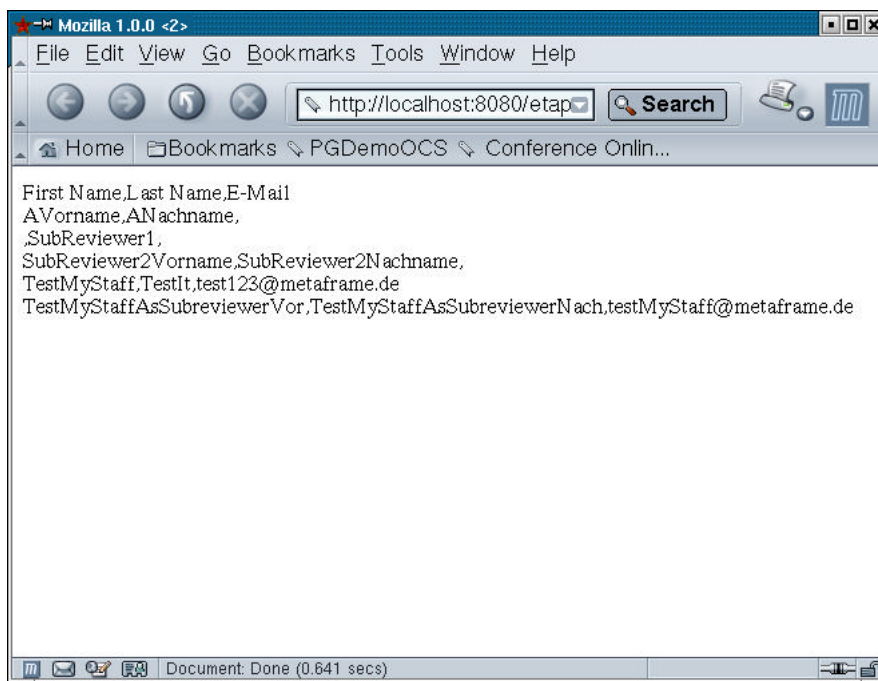 Mozilla 1.0.0 <2>
File Edit View Go Bookmarks Tools Window Help
http://localhost:8080/etap Search
Home Bookmarks PGDemoOCS Conference Onlin...
First Name,Last Name,E-Mail
AVorname,ANachname,
,SubReviewer1,
SubReviewer2Vorname,SubReviewer2Nachname,
TestMyStaff,TestIt,test123@metaframe.de
TestMyStaffAsSubreviewerVor,TestMyStaffAsSubreviewerNach,testMyStaff@metaframe.de
Document: Done (0.641 secs)